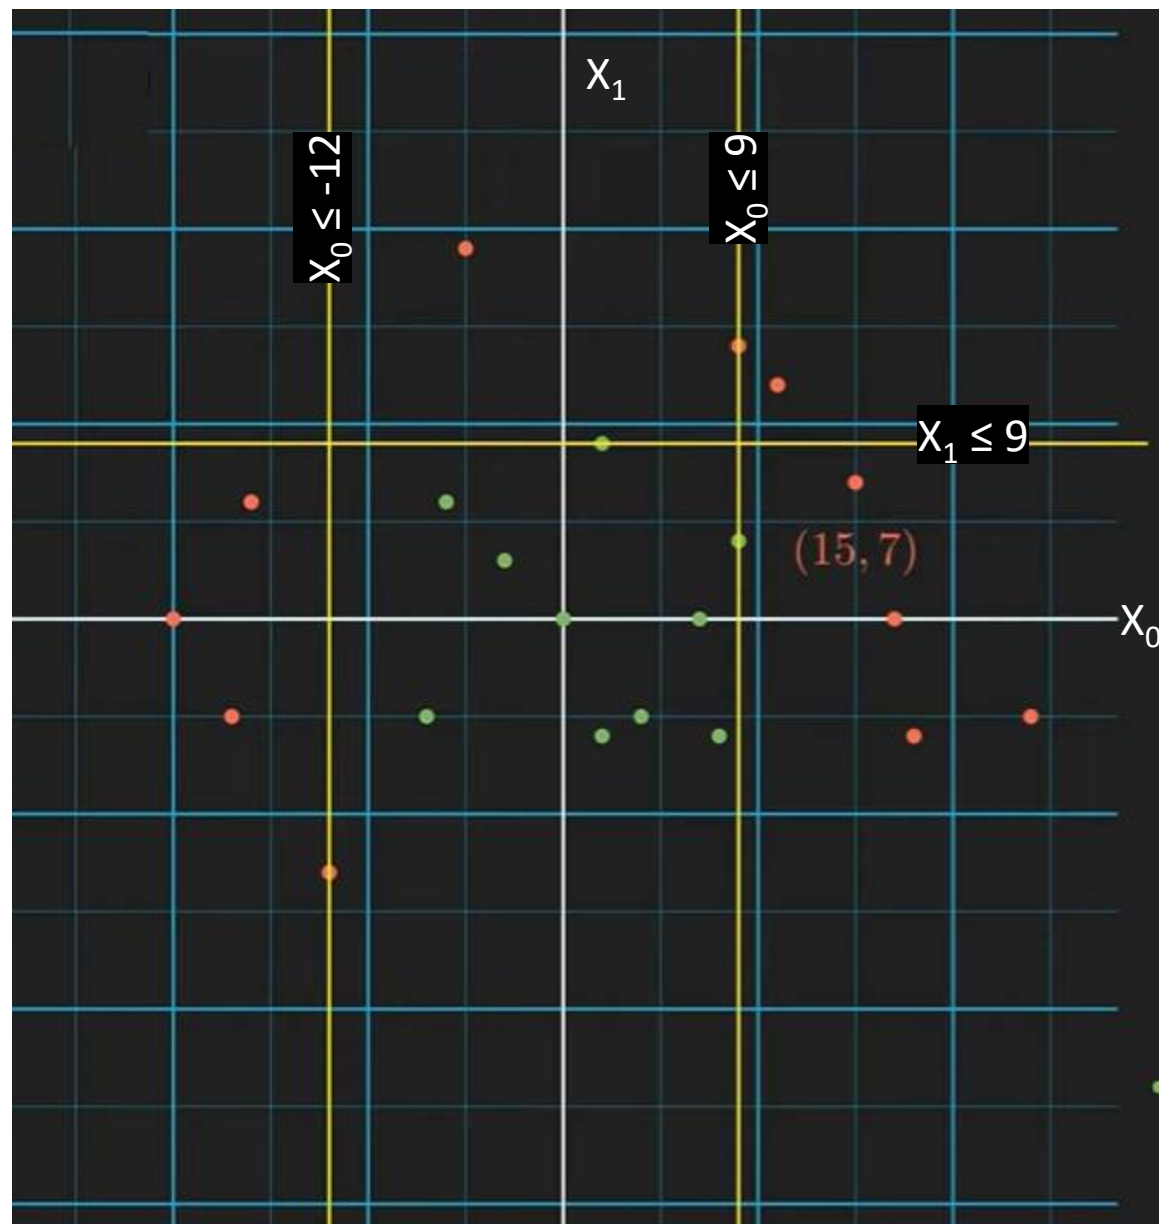 X₁
X₀ ≤ -12
X₀ ≤ 9
X₁ ≤ 9
(15, 7)
X₀